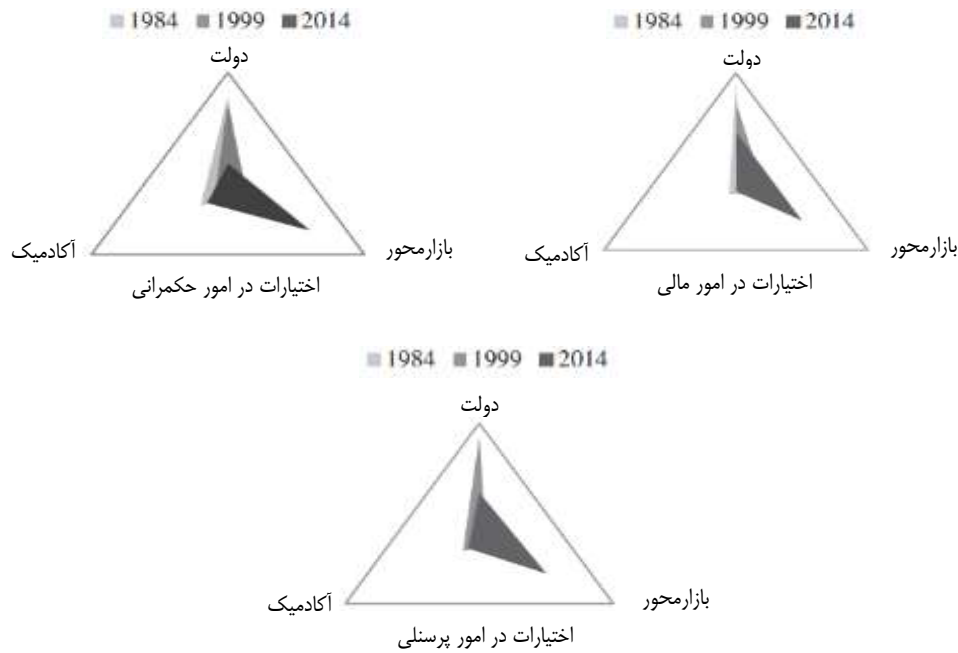 1984 1999 2014
دولت
آکادمیک
بازارمحور
اختیارات در امور حکمرانی
1984 1999 2014
دولت
آکادمیک
بازارمحور
اختیارات در امور مالی
1984 1999 2014
دولت
آکادمیک
بازارمحور
اختیارات در امور پرسنلی